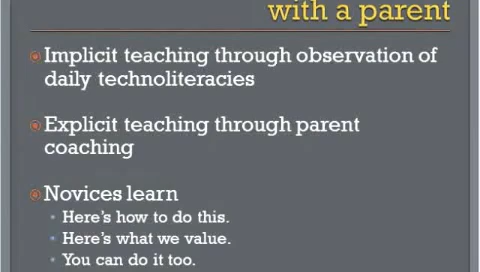 with a parent
Implicit teaching through observation of
daily technoliteracies
Explicit teaching through parent
coaching
Novices learn
Here's how to do this.
Here's what we value.
You can do it too.